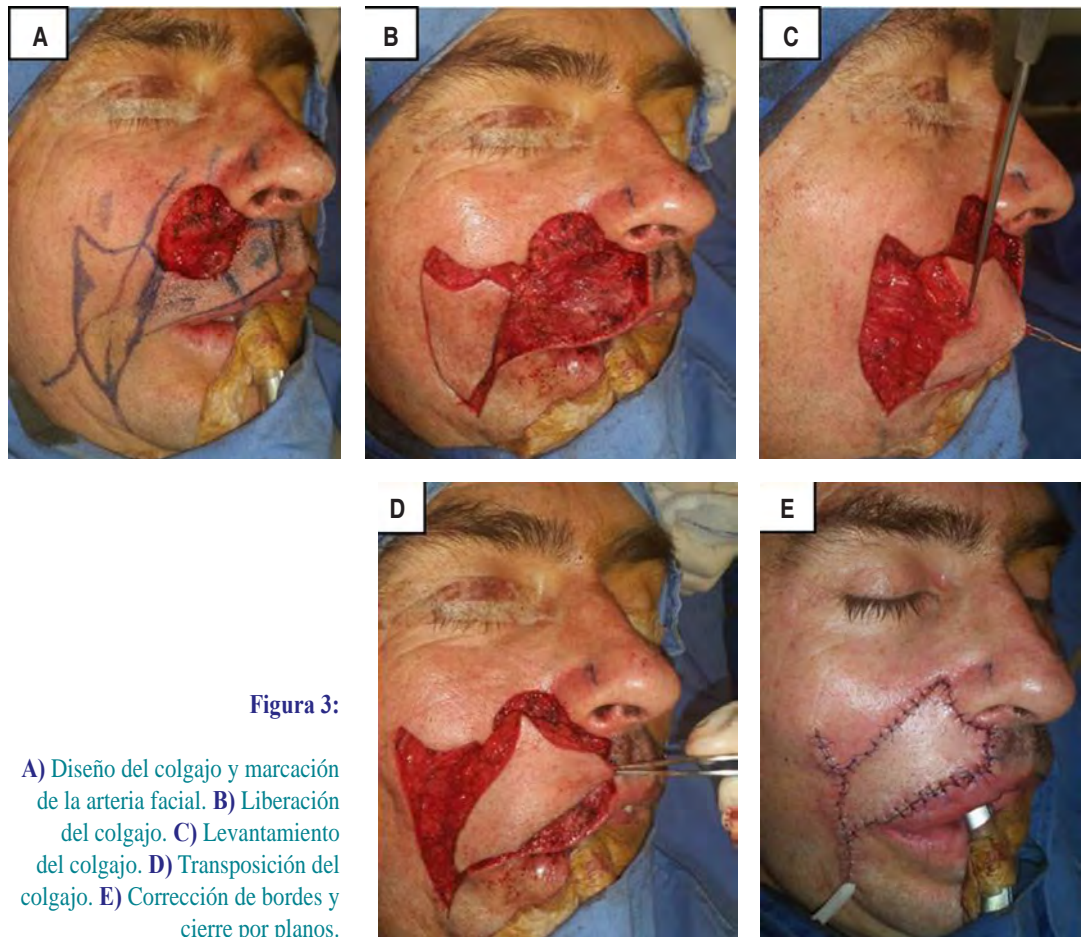 A
B
C
D
E
Figura 3:
A) Diseño del colgajo y marcación
de la arteria facial. B) Liberación
del colgajo. C) Levantamiento
del colgajo. D) Transposición del
colgajo. E) Corrección de bordes y
cierre por planos.